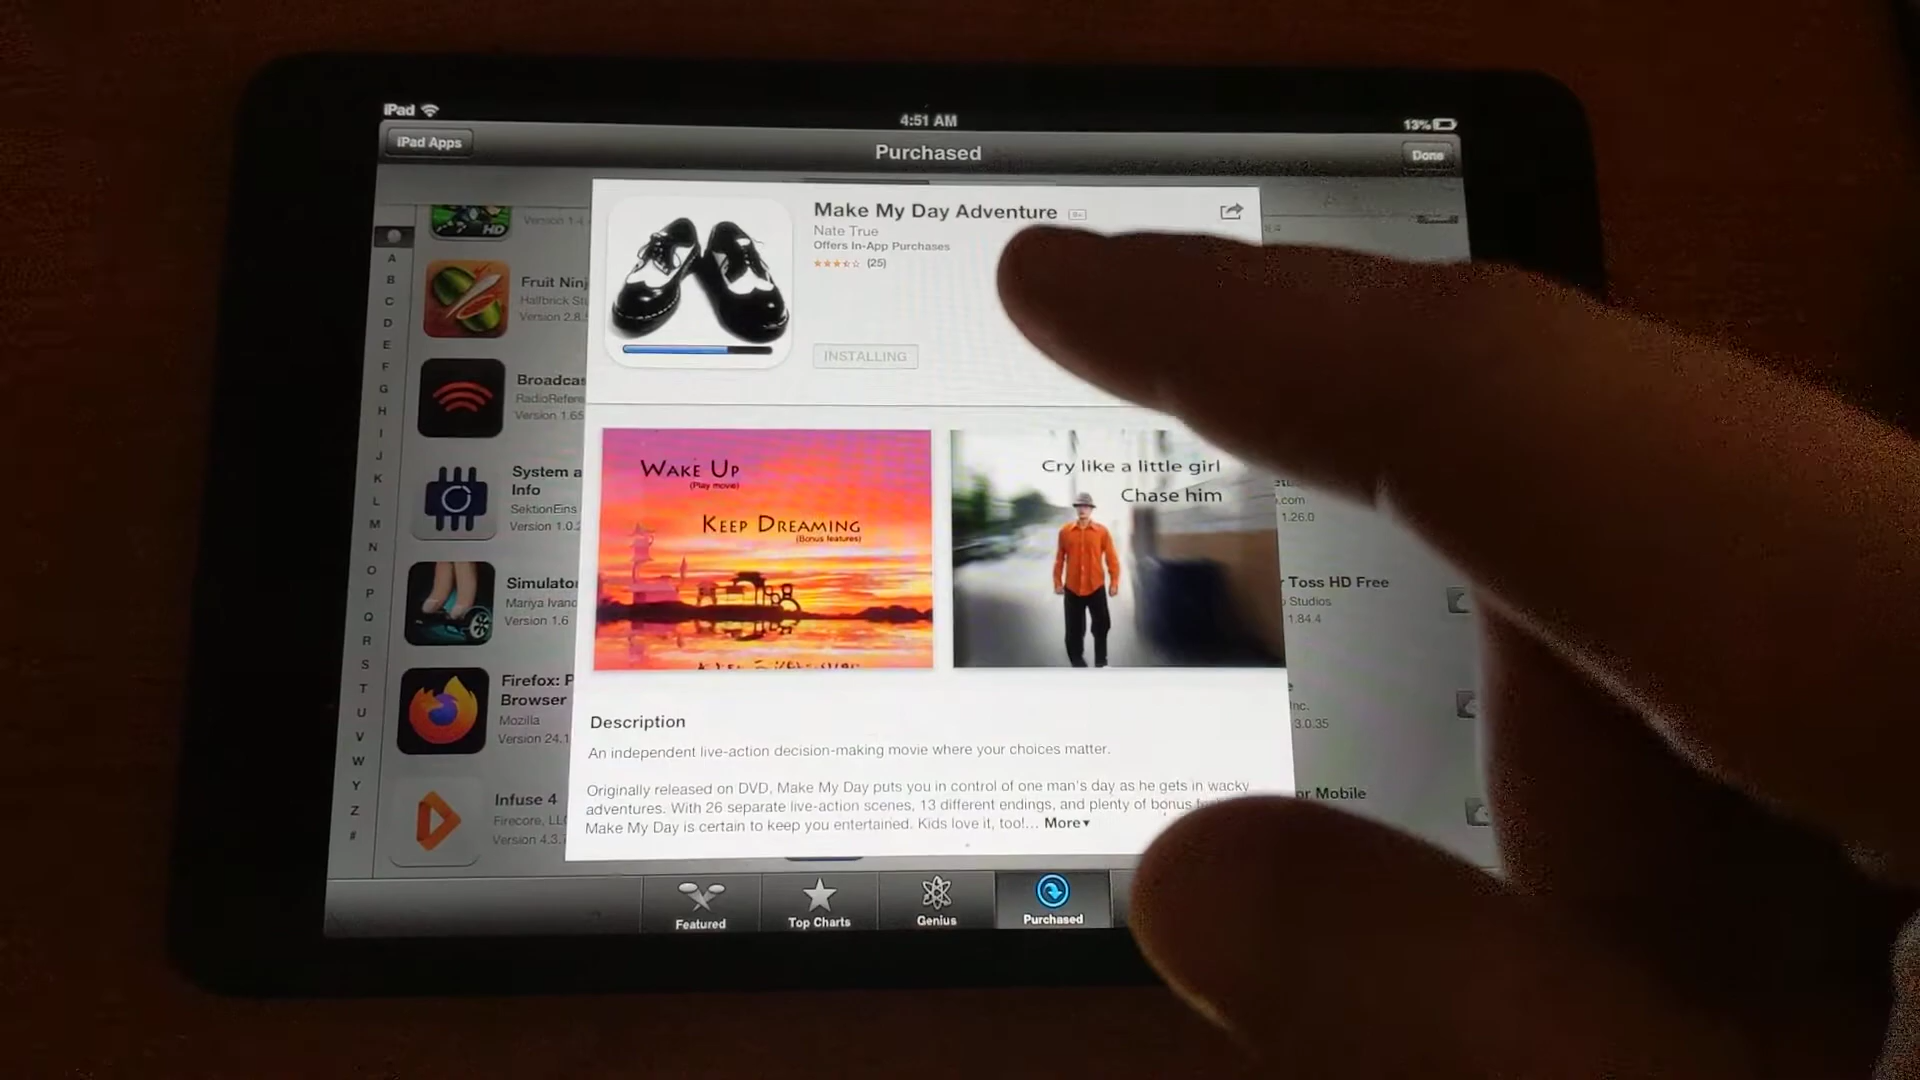 iPad
4:51 AM
13%
iPad Apps
Purchased
Done
Version 1.4
HD
Fruit Ninj
Halfbrick Stu
Version 2.8.
Broadcas
RadioRefere
Version 1.65
System a
Info
SektionEins
Version 1.0.
Simulator
Mariya Ivano
Version 1.6
Firefox: P
Browser
Mozilla
Version 24.1
Infuse 4
Firecore, LLC
Version 4.3.
A
B
C
D
E
F
G
H
I
J
K
L
M
N
O
P
Q
R
S
T
U
V
W
Y
Z
#
Make My Day Adventure
Nate True
Offers In-App Purchases
(25)
INSTALLING
WAKE UP
(Play movie)
KEEP DREAMING
(Bonus features)
Cry like a little girl
Chase him
Description
An independent live-action decision-making movie where your choices matter.
Originally released on DVD, Make My Day puts you in control of one man's day as he gets in wacky
adventures. With 26 separate live-action scenes, 13 different endings, and plenty of bonus
Make My Day is certain to keep you entertained. Kids love it, too!... More
.com
1.26.0
Toss HD Free
Studios
1.84.4
Inc.
3.0.35
or Mobile
Featured
Top Charts
Genius
Purchased